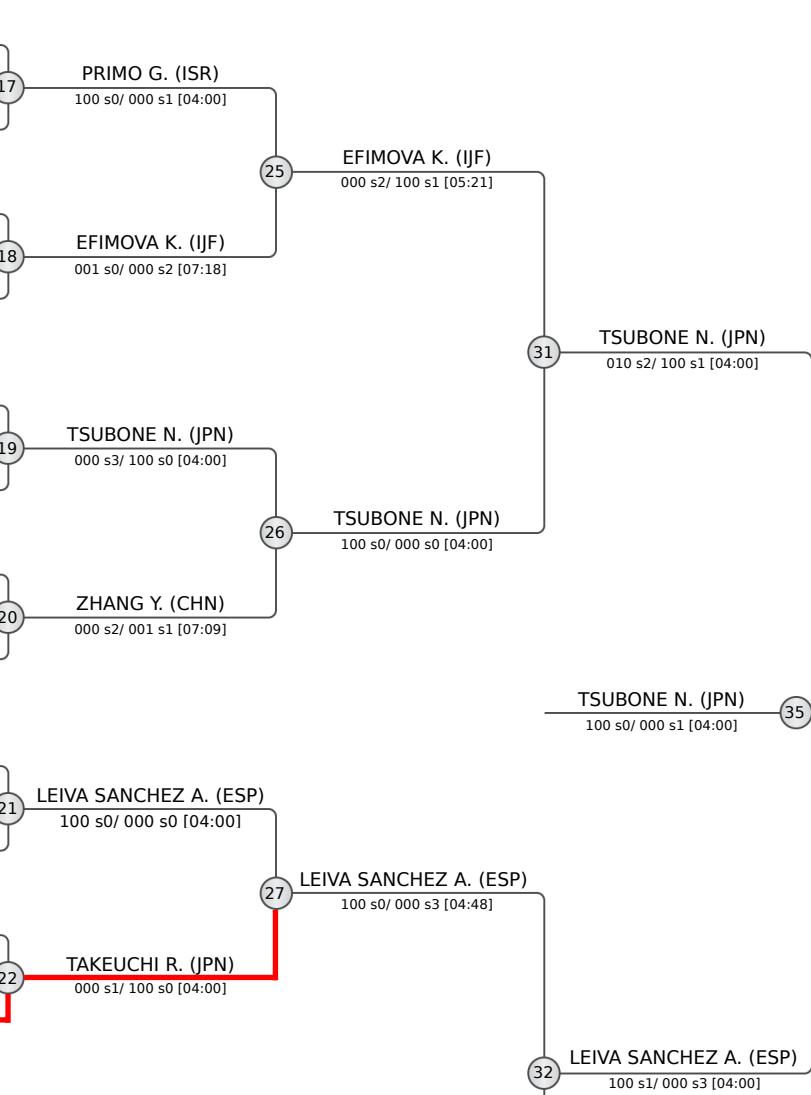 17
PRIMO G. (ISR)
100 s0/ 000 s1 [04:00]
25
EFIMOVA K. (IJF)
000 s2/ 100 s1 [05:21]
18
EFIMOVA K. (IJF)
001 s0/ 000 s2 [07:18]
31
TSUBONE N. (JPN)
010 s2/ 100 s1 [04:00]
19
TSUBONE N. (JPN)
000 s3/ 100 s0 [04:00]
26
TSUBONE N. (JPN)
100 s0/ 000 s0 [04:00]
20
ZHANG Y. (CHN)
000 s2/ 001 s1 [07:09]
TSUBONE N. (JPN)
100 s0/ 000 s1 [04:00]
35
21
LEIVA SANCHEZ A. (ESP)
100 s0/ 000 s0 [04:00]
27
LEIVA SANCHEZ A. (ESP)
100 s0/ 000 s3 [04:48]
22
TAKEUCHI R. (JPN)
000 s1/ 100 s0 [04:00]
32
LEIVA SANCHEZ A. (ESP)
100 s1/ 000 s3 [04:00]